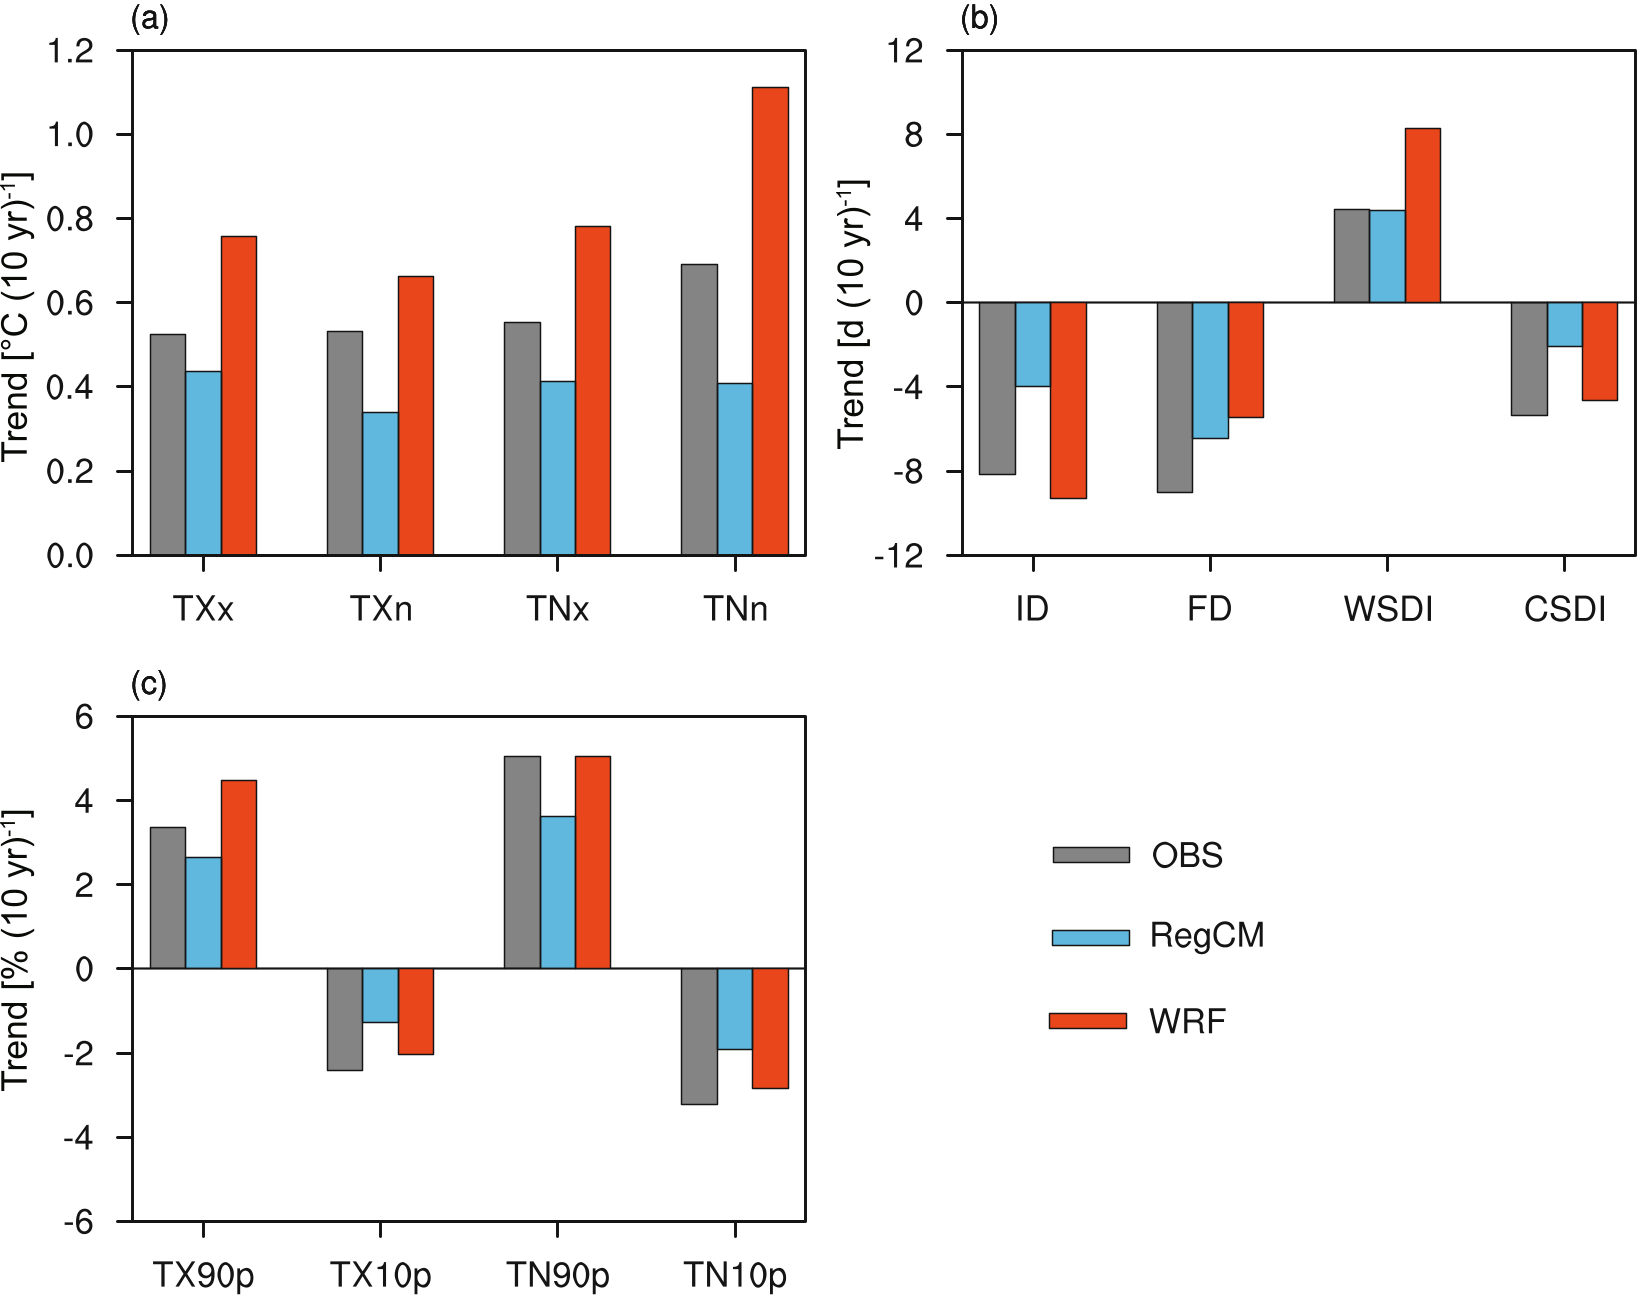 (a)
1.2
1.0
0.8
0.6
0.4
0.2
0.0
Trend [°C (10 yr)-1]
TXx TXn TNx TNn
(b)
12
8
4
0
-4
-8
-12
Trend [d (10 yr)-1]
ID FD WSDI CSDI
(c)
6
4
2
0
-2
-4
-6
Trend [% (10 yr)-1]
TX90p TX10p TN90p TN10p
OBS
RegCM
WRF